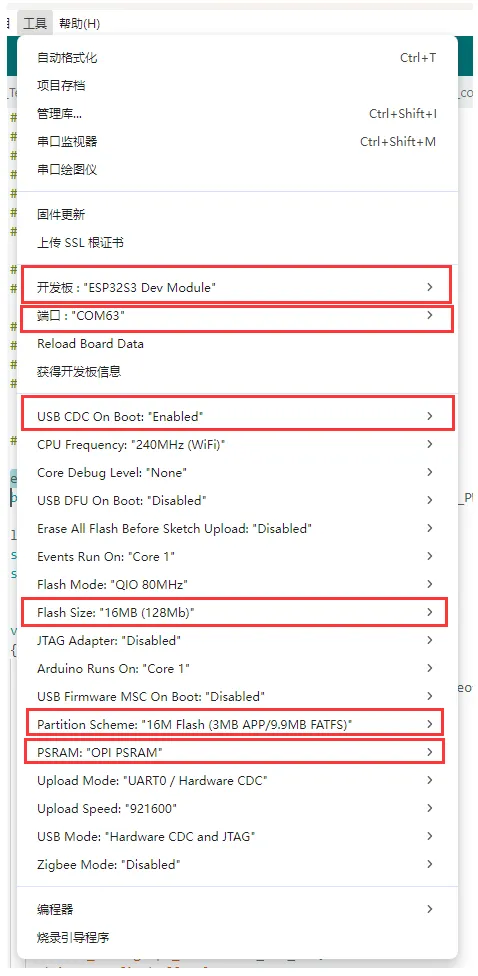 工具 帮助(H)
自动格式化 Ctrl+T
项目存档
管理库... Ctrl+Shift+I
串口监视器 Ctrl+Shift+M
串口绘图仪
固件更新
上传 SSL 根证书
开发板 : "ESP32S3 Dev Module"
端口 : "COM63"
Reload Board Data
获得开发板信息
USB CDC On Boot: "Enabled"
CPU Frequency: "240MHz (WiFi)"
Core Debug Level: "None"
USB DFU On Boot: "Disabled"
Erase All Flash Before Sketch Upload: "Disabled"
Events Run On: "Core 1"
Flash Mode: "QIO 80MHz"
Flash Size: "16MB (128Mb)"
JTAG Adapter: "Disabled"
Arduino Runs On: "Core 1"
USB Firmware MSC On Boot: "Disabled"
Partition Scheme: "16M Flash (3MB APP/9.9MB FATFS)"
PSRAM: "OPI PSRAM"
Upload Mode: "UART0 / Hardware CDC"
Upload Speed: "921600"
USB Mode: "Hardware CDC and JTAG"
Zigbee Mode: "Disabled"
编程器
烧录引导程序